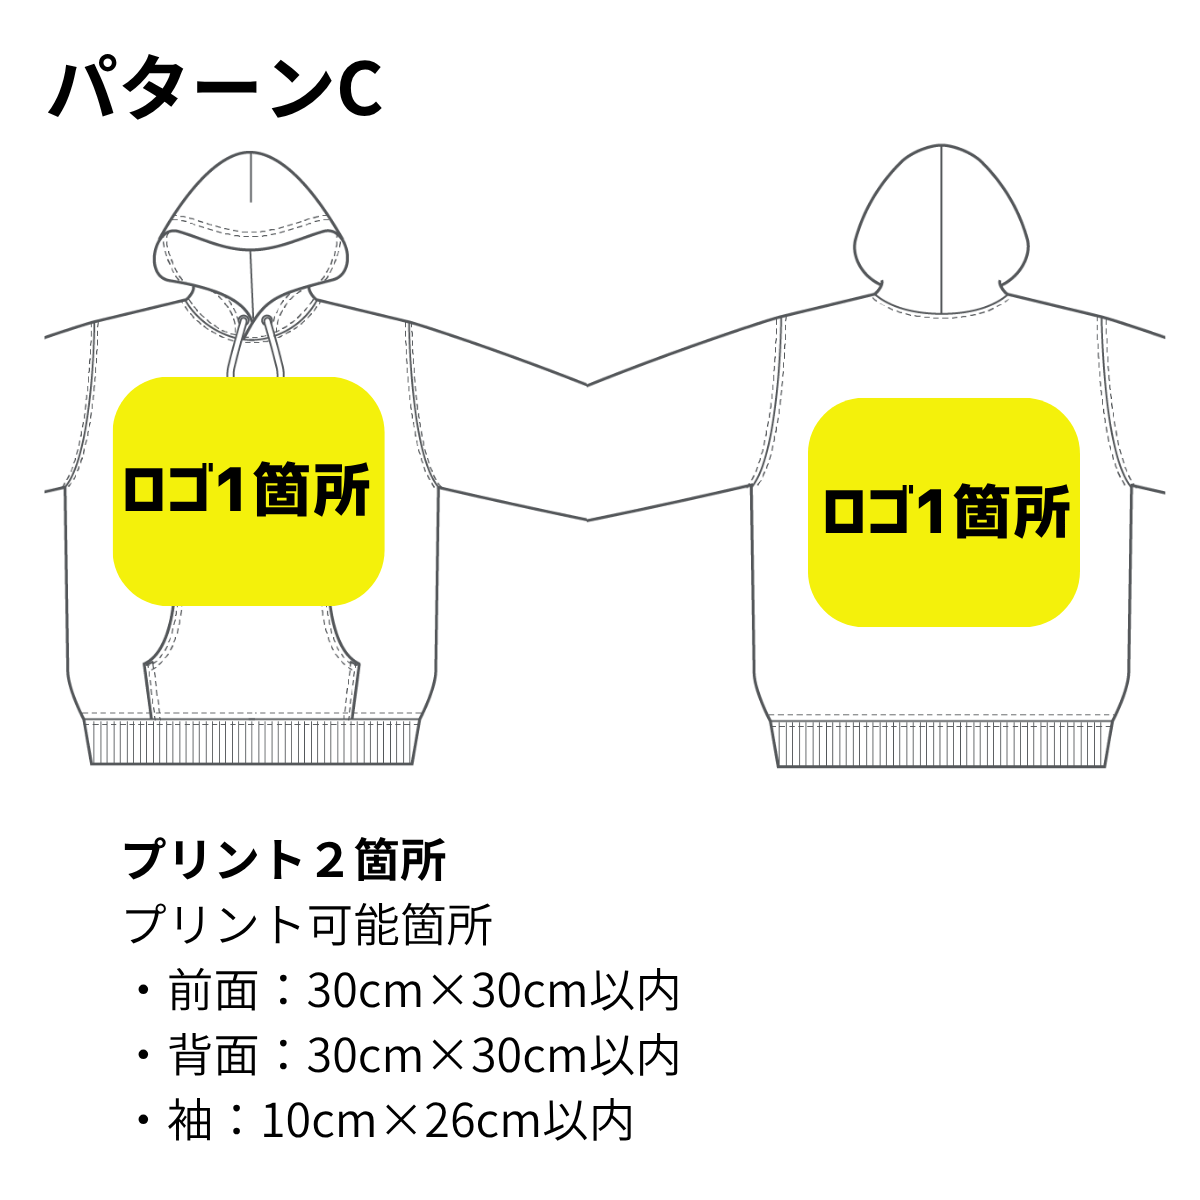 パターンC
ロゴ1箇所
ロゴ1箇所
プリント２箇所
プリント可能箇所
・前面：30cm×30cm以内
・背面：30cm×30cm以内
・袖：10cm×26cm以内